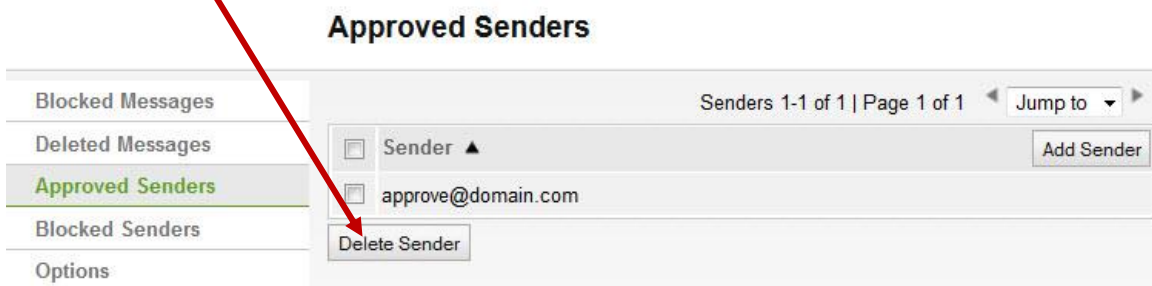 Approved Senders
Blocked Messages
Deleted Messages
Approved Senders
Blocked Senders
Options
Senders 1-1 of 1 | Page 1 of 1 Jump to
Sender Add Sender
approve@domain.com
Delete Sender